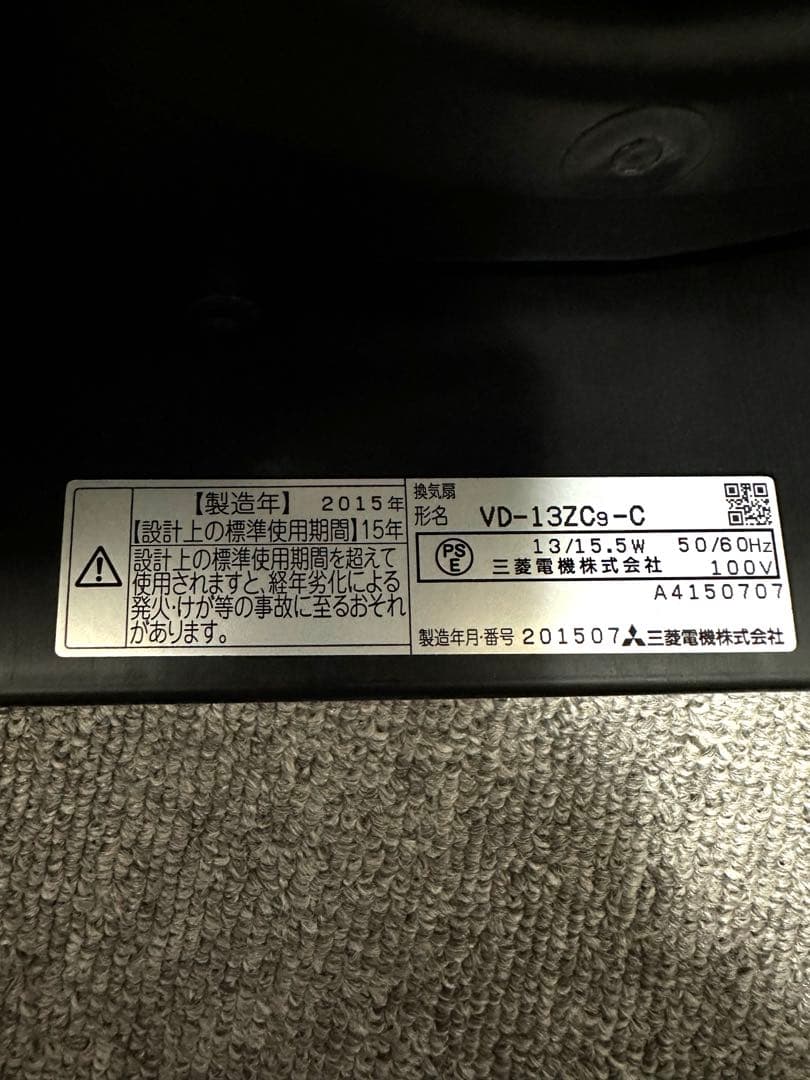 【製造年】 2015年
【設計上の標準使用期間】15年
設計上の標準使用期間を超えて
使用されますと、経年劣化による
発火・けが等の事故に至るおそれ
があります。
換気扇
形名 VD-13ZC9-C
PS
E
13/15.5W 50/60Hz
三菱電機株式会社 100V
A4150707
製造年月・番号 201507 三菱電機株式会社